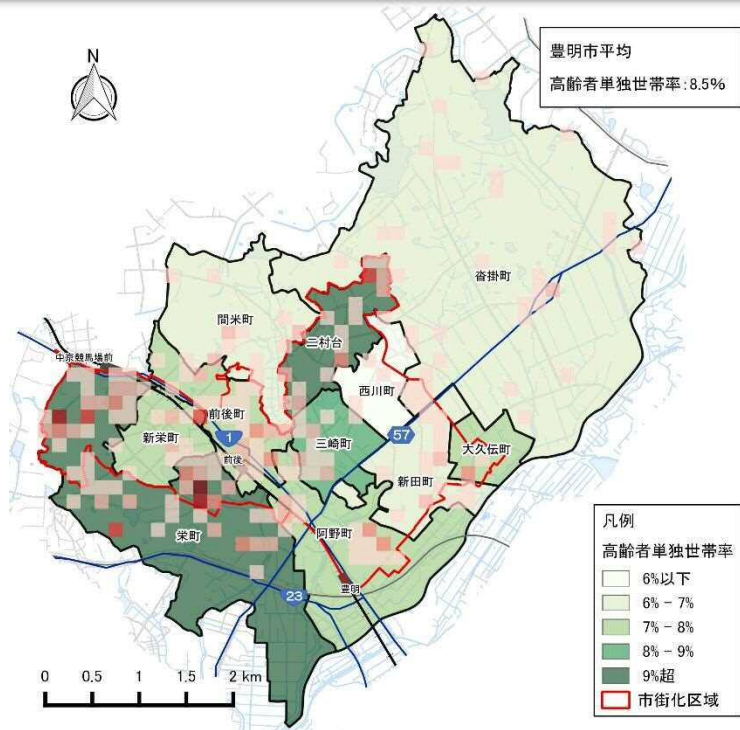 豊明市平均
高齢者単独世帯率:8.5%
N
沓掛町
間米町
二村台
中京競馬場前
西川町
前後町
新栄町
1
三崎町
57
大久伝町
前後
新田町
栄町
阿野町
豊明
23
凡例
高齢者単独世帯率
6%以下
6% - 7%
7% - 8%
8% - 9%
9%超
市街化区域
0 0.5 1 1.5 2 km